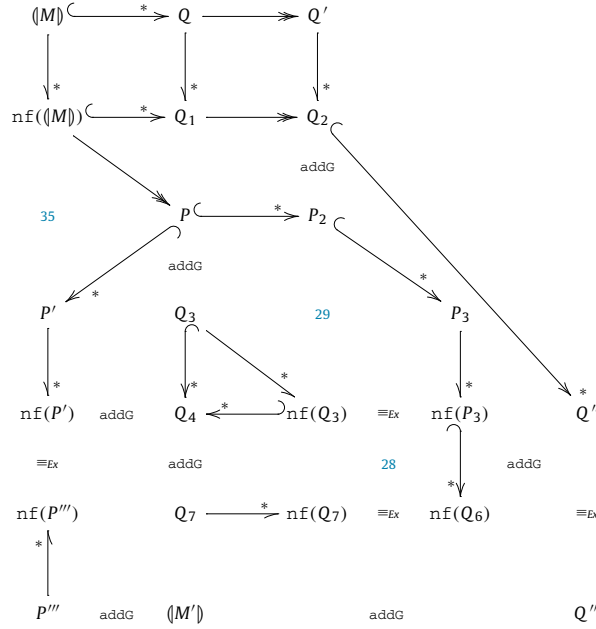 ⦇M⦈ * Q Q′
* * *
nf(⦇M⦈) * Q₁ Q₂
addG
35 P * P₂
addG *
*
P′ Q₃ 29 P₃
*
* * * *
nf(P′) addG Q₄ * nf(Q₃) ≡Ex nf(P₃) Q″
≡Ex addG 28 addG
*
nf(P‴) Q₇ * nf(Q₇) ≡Ex nf(Q₆) ≡Ex
*
P‴ addG ⦇M′⦈ addG Q″